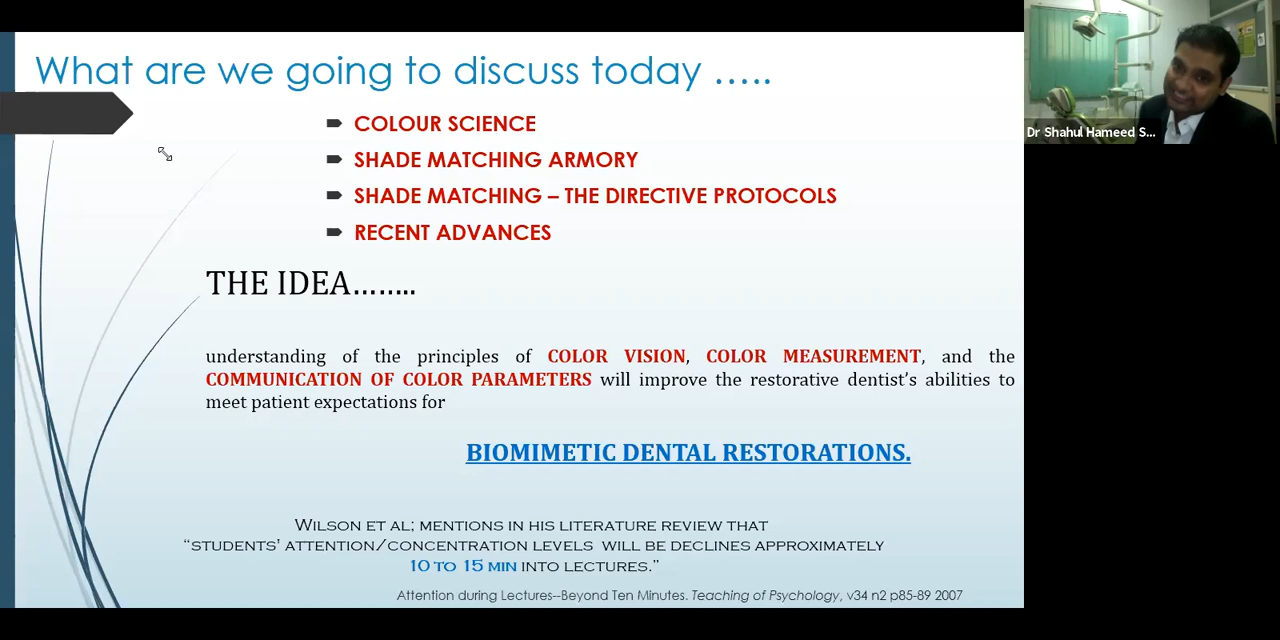 What are we going to discuss today …..
COLOUR SCIENCE
SHADE MATCHING ARMORY
SHADE MATCHING – THE DIRECTIVE PROTOCOLS
RECENT ADVANCES
THE IDEA……..
understanding of the principles of COLOR VISION, COLOR MEASUREMENT, and the
COMMUNICATION OF COLOR PARAMETERS will improve the restorative dentist’s abilities to
meet patient expectations for
BIOMIMETIC DENTAL RESTORATIONS.
WILSON ET AL; MENTIONS IN HIS LITERATURE REVIEW THAT
“STUDENTS’ ATTENTION/CONCENTRATION LEVELS WILL BE DECLINES APPROXIMATELY
10 TO 15 MIN INTO LECTURES.”
Attention during Lectures--Beyond Ten Minutes. Teaching of Psychology, v34 n2 p85-89 2007
Dr Shahul Hameed S...